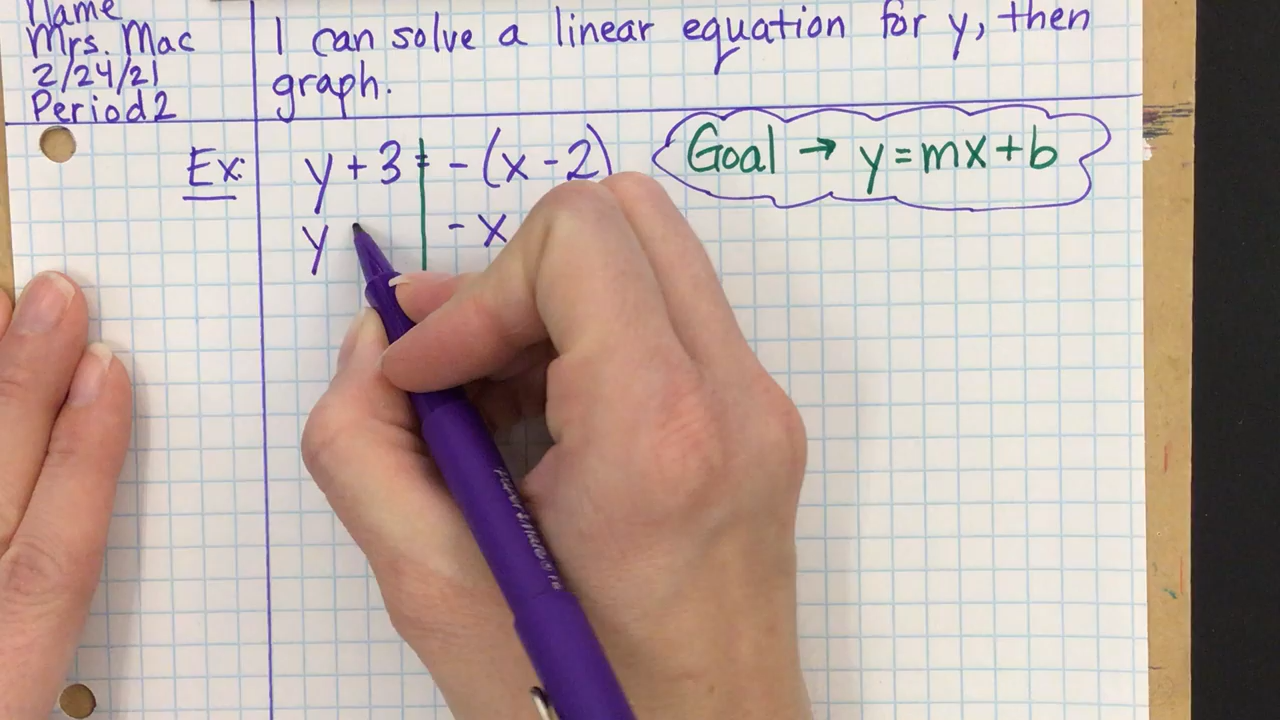 Name
Mrs. Mac
2/24/21
Period 2
I can solve a linear equation for y, then
graph.
Ex:
y + 3 = - (x - 2)
Goal → y = mx + b
y - x